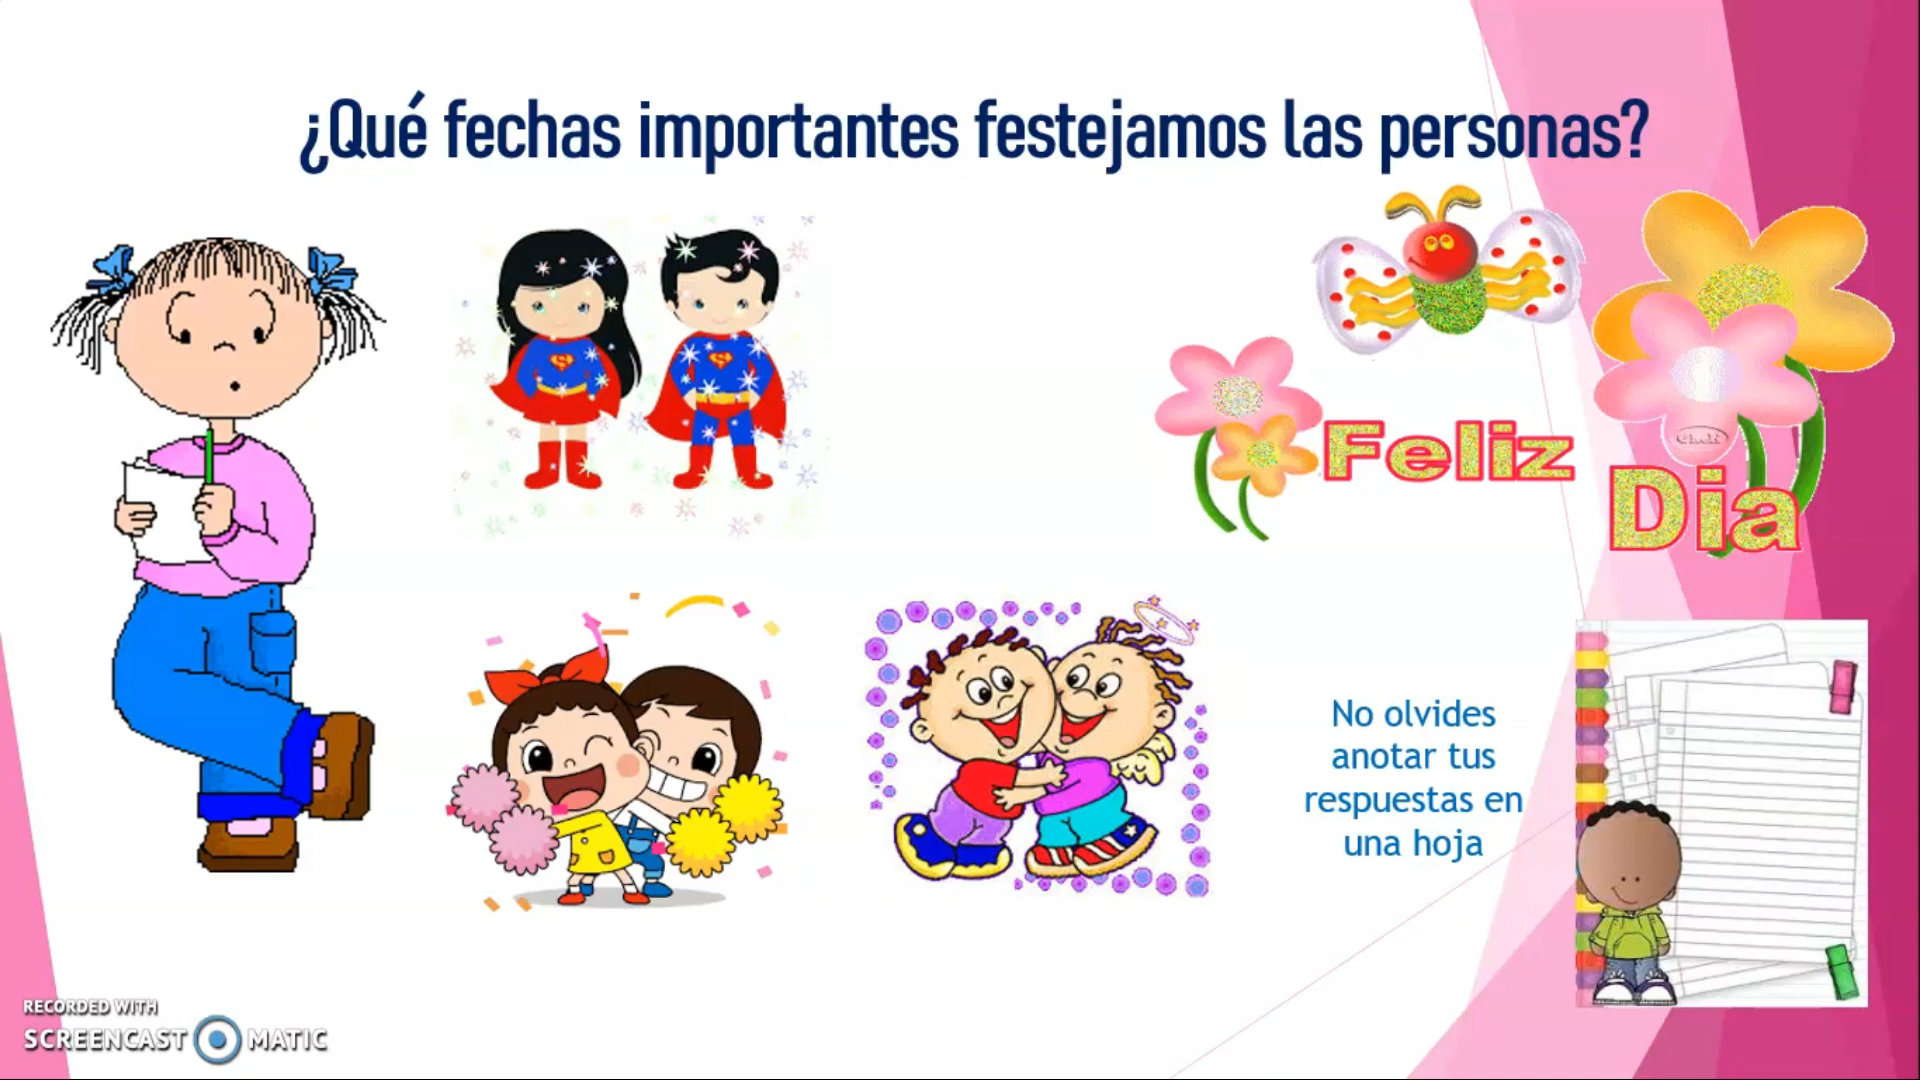 ¿Qué fechas importantes festejamos las personas?
Feliz
Dia
No olvides
anotar tus
respuestas en
una hoja
RECORDED WITH
SCREENCAST MATIC